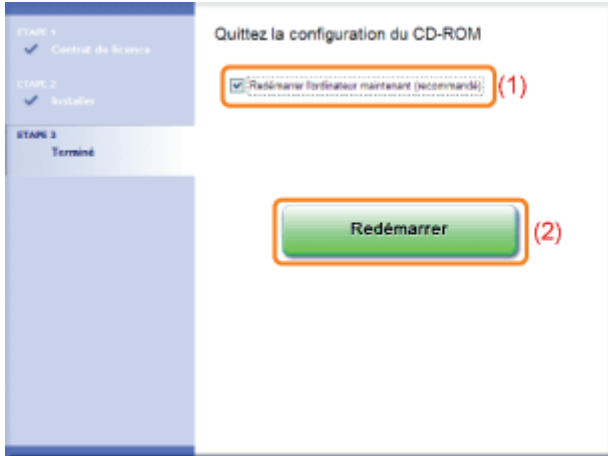 ETAPE 1
Contrat de licence
ETAPE 2
Installer
ETAPE 3
Terminé
Quittez la configuration du CD-ROM
Redémarrer l'ordinateur maintenant (recommandé)
(1)
Redémarrer
(2)